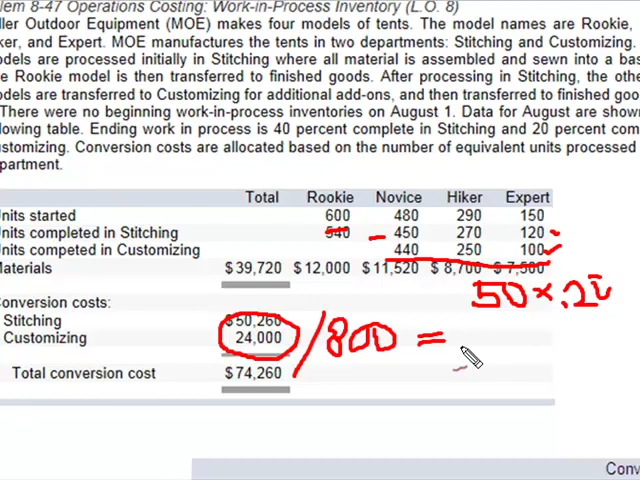 lem 8-47 Operations Costing: Work-in-Process Inventory (L.O. 8)
ller Outdoor Equipment (MOE) makes four models of tents. The model names are Rookie,
ker, and Expert. MOE manufactures the tents in two departments: Stitching and Customizing.
odels are processed initially in Stitching where all material is assembled and sewn into a bas
e Rookie model is then transferred to finished goods. After processing in Stitching, the othe
odels are transferred to Customizing for additional add-ons, and then transferred to finished goo
There were no beginning work-in-process inventories on August 1. Data for August are shown
lowing table. Ending work in process is 40 percent complete in Stitching and 20 percent com
ustomizing. Conversion costs are allocated based on the number of equivalent units processed
partment.
Total Rookie Novice Hiker Expert
Units started 600 480 290 150
Units completed in Stitching 540 450 270 120
Units competed in Customizing 440 250 100
Materials $39,720 $12,000 $11,520 $ 8,700 $ 7,500
50 x .20
Conversion costs:
Stitching $50,260
Customizing 24,000 / 800 =
Total conversion cost $74,260
Conv